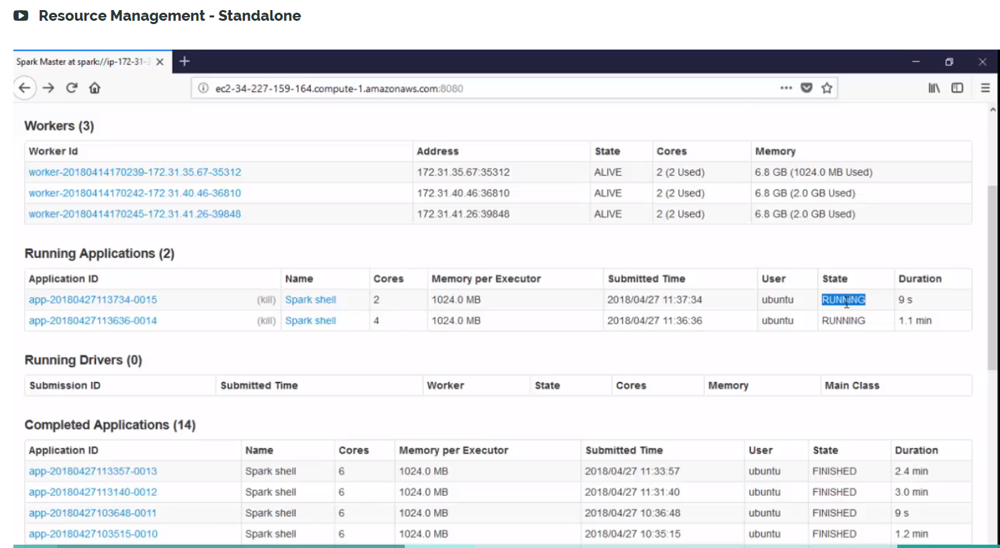 Resource Management - Standalone
Spark Master at spark://ip-172-31-3
ec2-34-227-159-164.compute-1.amazonaws.com:8080
Workers (3)
Worker Id Address State Cores Memory
worker-20180414170239-172.31.35.67-35312 172.31.35.67:35312 ALIVE 2 (2 Used) 6.8 GB (1024.0 MB Used)
worker-20180414170242-172.31.40.46-36810 172.31.40.46:36810 ALIVE 2 (2 Used) 6.8 GB (2.0 GB Used)
worker-20180414170245-172.31.41.26-39848 172.31.41.26:39848 ALIVE 2 (2 Used) 6.8 GB (2.0 GB Used)
Running Applications (2)
Application ID Name Cores Memory per Executor Submitted Time User State Duration
app-20180427113734-0015 (kill) Spark shell 2 1024.0 MB 2018/04/27 11:37:34 ubuntu RUNNING 9 s
app-20180427113636-0014 (kill) Spark shell 4 1024.0 MB 2018/04/27 11:36:36 ubuntu RUNNING 1.1 min
Running Drivers (0)
Submission ID Submitted Time Worker State Cores Memory Main Class
Completed Applications (14)
Application ID Name Cores Memory per Executor Submitted Time User State Duration
app-20180427113357-0013 Spark shell 6 1024.0 MB 2018/04/27 11:33:57 ubuntu FINISHED 2.4 min
app-20180427113140-0012 Spark shell 6 1024.0 MB 2018/04/27 11:31:40 ubuntu FINISHED 3.0 min
app-20180427103648-0011 Spark shell 6 1024.0 MB 2018/04/27 10:36:48 ubuntu FINISHED 9 s
app-20180427103515-0010 Spark shell 6 1024.0 MB 2018/04/27 10:35:15 ubuntu FINISHED 1.2 min